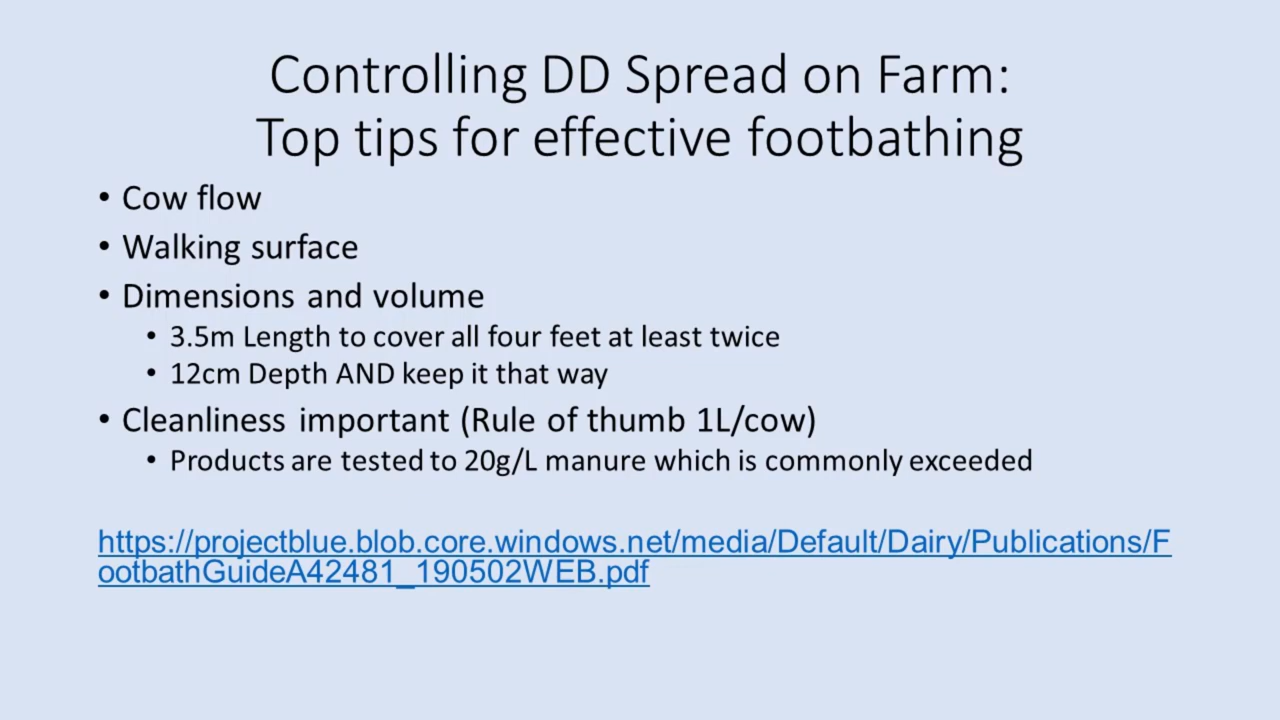 Controlling DD Spread on Farm:
Top tips for effective footbathing
• Cow flow
• Walking surface
• Dimensions and volume
• 3.5m Length to cover all four feet at least twice
• 12cm Depth AND keep it that way
• Cleanliness important (Rule of thumb 1L/cow)
• Products are tested to 20g/L manure which is commonly exceeded
https://projectblue.blob.core.windows.net/media/Default/Dairy/Publications/F
ootbathGuideA42481_190502WEB.pdf